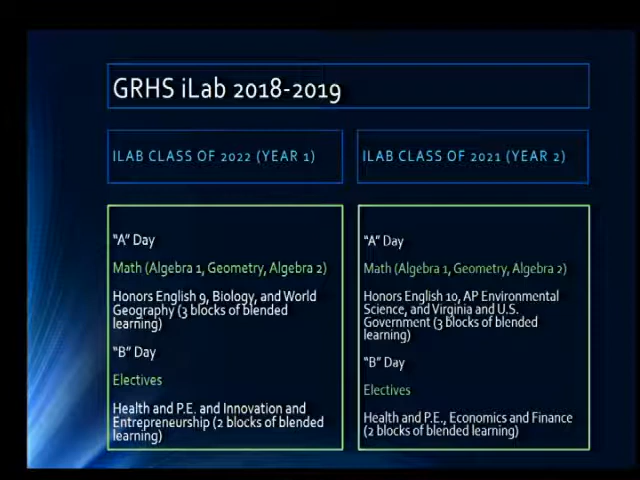 GRHS iLab 2018-2019
ILAB CLASS OF 2022 (YEAR 1)
ILAB CLASS OF 2021 (YEAR 2)
"A" Day
Math (Algebra 1, Geometry, Algebra 2)
Honors English 9, Biology, and World
Geography (3 blocks of blended
learning)
"B" Day
Electives
Health and P.E. and Innovation and
Entrepreneurship (2 blocks of blended
learning)
"A" Day
Math (Algebra 1, Geometry, Algebra 2)
Honors English 10, AP Environmental
Science, and Virginia and U.S.
Government (3 blocks of blended
learning)
"B" Day
Electives
Health and P.E., Economics and Finance
(2 blocks of blended learning)